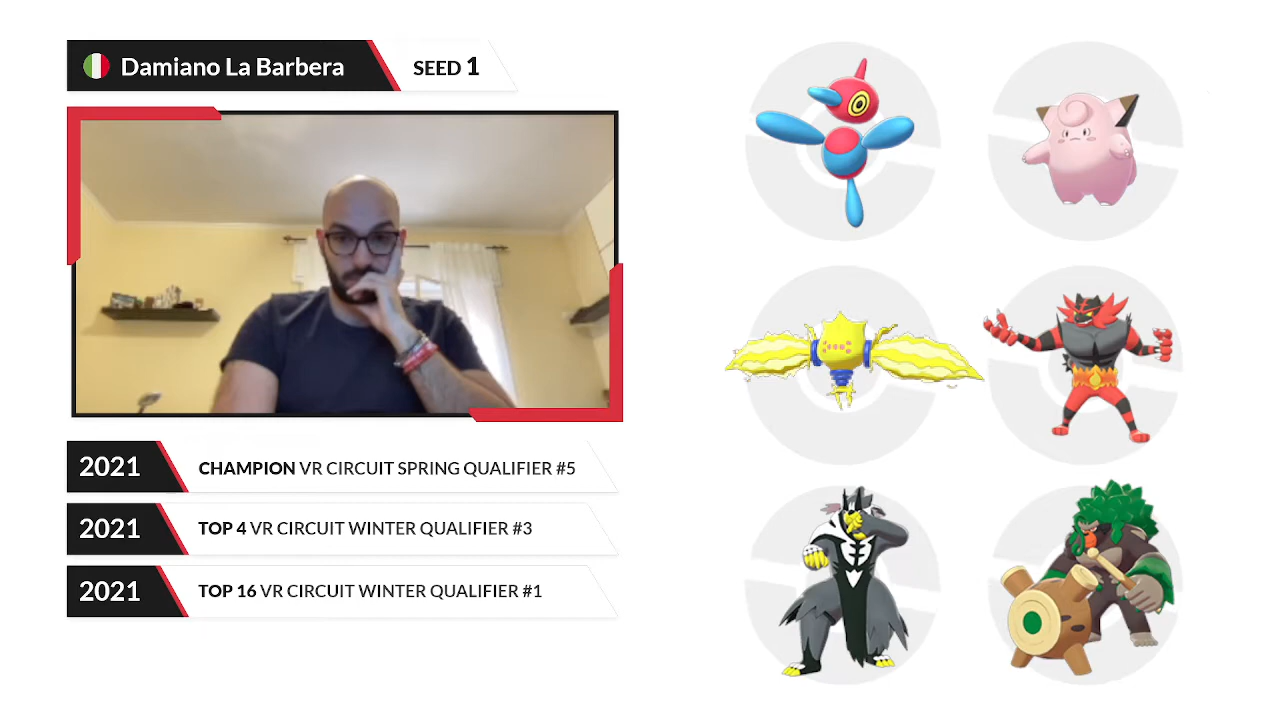 Damiano La Barbera
SEED 1
2021 CHAMPION VR CIRCUIT SPRING QUALIFIER #5
2021 TOP 4 VR CIRCUIT WINTER QUALIFIER #3
2021 TOP 16 VR CIRCUIT WINTER QUALIFIER #1